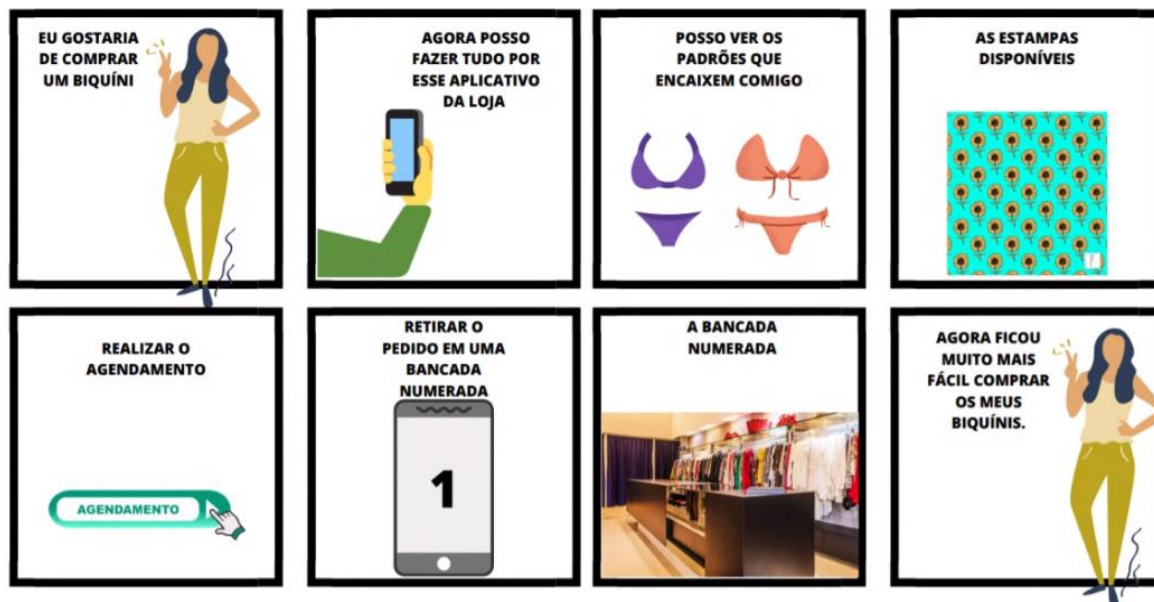 EU GOSTARIA
DE COMPRAR
UM BIQUÍNI
AGORA POSSO
FAZER TUDO POR
ESSE APLICATIVO
DA LOJA
POSSO VER OS
PADRÕES QUE
ENCAIXEM COMIGO
AS ESTAMPAS
DISPONÍVEIS
REALIZAR O
AGENDAMENTO
AGENDAMENTO
RETIRAR O
PEDIDO EM UMA
BANCADA
NUMERADA
1
A BANCADA
NUMERADA
AGORA FICOU
MUITO MAIS
FÁCIL COMPRAR
OS MEUS
BIQUÍNIS.